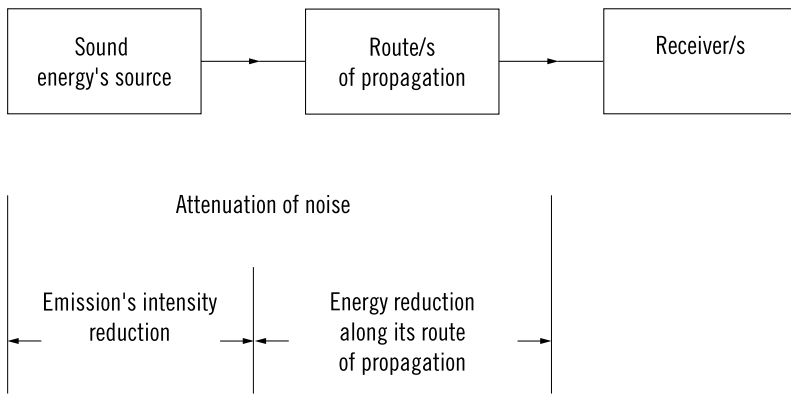 Sound
energy's source
Route/s
of propagation
Receiver/s
Attenuation of noise
Emission's intensity
reduction
Energy reduction
along its route
of propagation